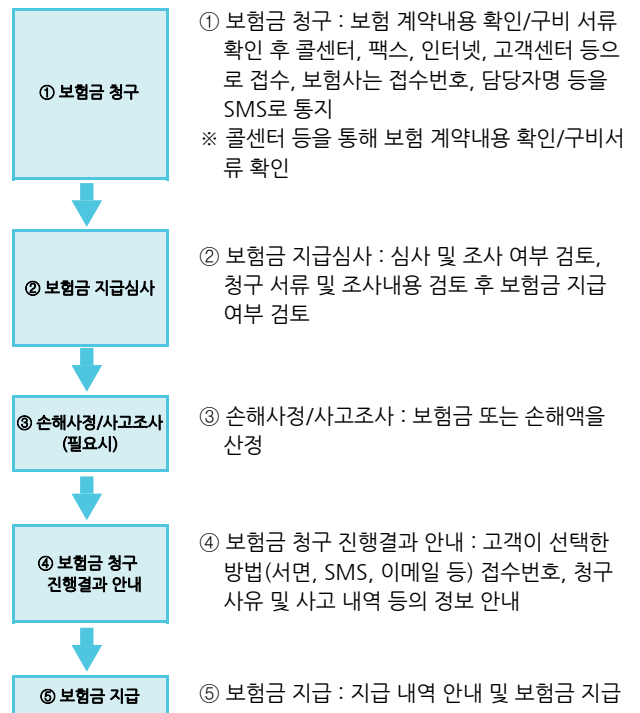 ① 보험금 청구
① 보험금 청구 : 보험 계약내용 확인/구비 서류
확인 후 콜센터, 팩스, 인터넷, 고객센터 등으
로 접수, 보험사는 접수번호, 담당자명 등을
SMS로 통지
※ 콜센터 등을 통해 보험 계약내용 확인/구비서
류 확인
② 보험금 지급심사
② 보험금 지급심사 : 심사 및 조사 여부 검토,
청구 서류 및 조사내용 검토 후 보험금 지급
여부 검토
③ 손해사정/사고조사
(필요시)
③ 손해사정/사고조사 : 보험금 또는 손해액을
산정
④ 보험금 청구
진행결과 안내
④ 보험금 청구 진행결과 안내 : 고객이 선택한
방법(서면, SMS, 이메일 등) 접수번호, 청구
사유 및 사고 내역 등의 정보 안내
⑤ 보험금 지급
⑤ 보험금 지급 : 지급 내역 안내 및 보험금 지급